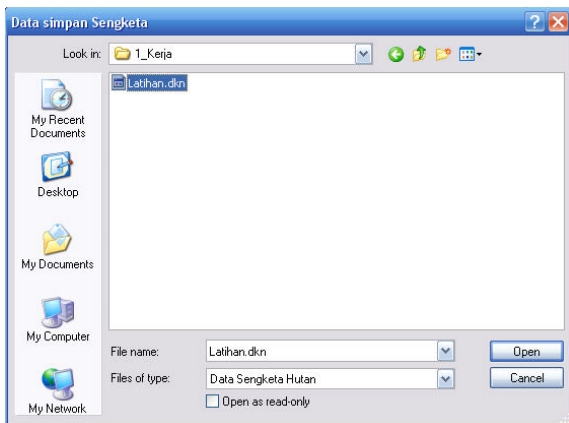 Data simpan Sengketa
Look in:
1_Kerja
Latihan.dkn
My Recent
Documents
Desktop
My Documents
My Computer
My Network
File name:
Latihan.dkn
Open
Files of type:
Data Sengketa Hutan
Cancel
Open as read-only